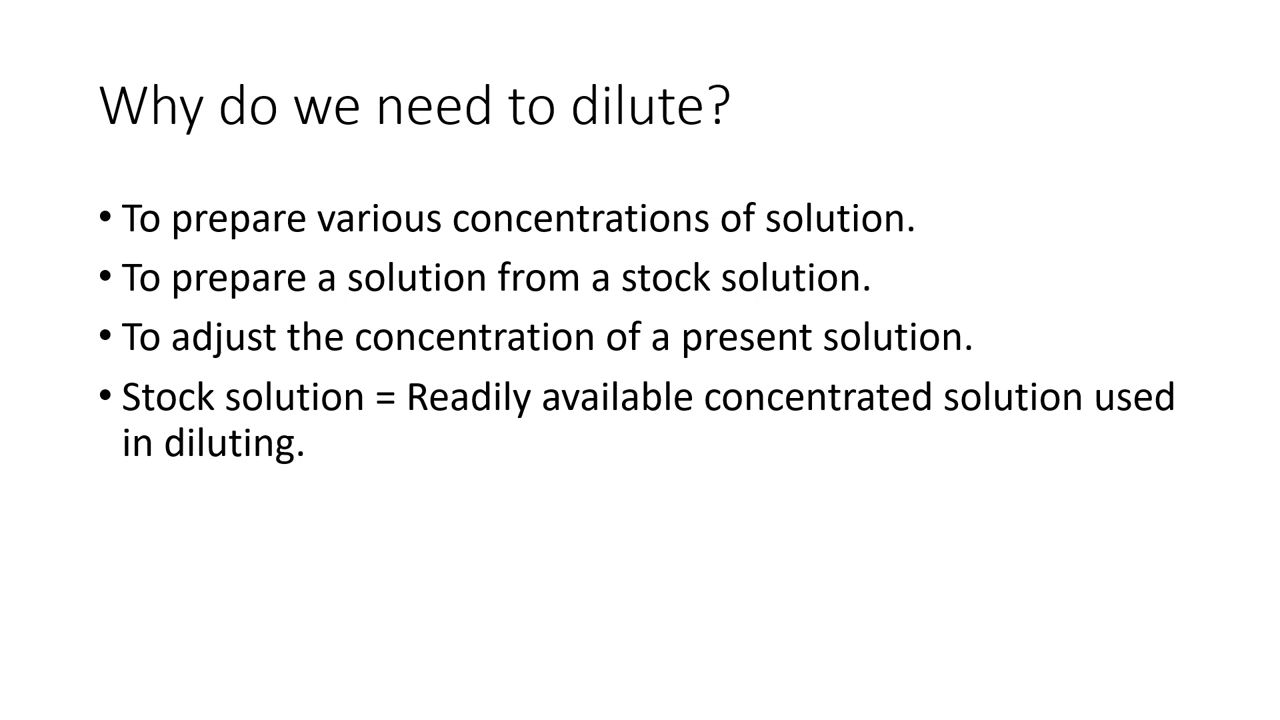 Why do we need to dilute?
• To prepare various concentrations of solution.
• To prepare a solution from a stock solution.
• To adjust the concentration of a present solution.
• Stock solution = Readily available concentrated solution used
in diluting.